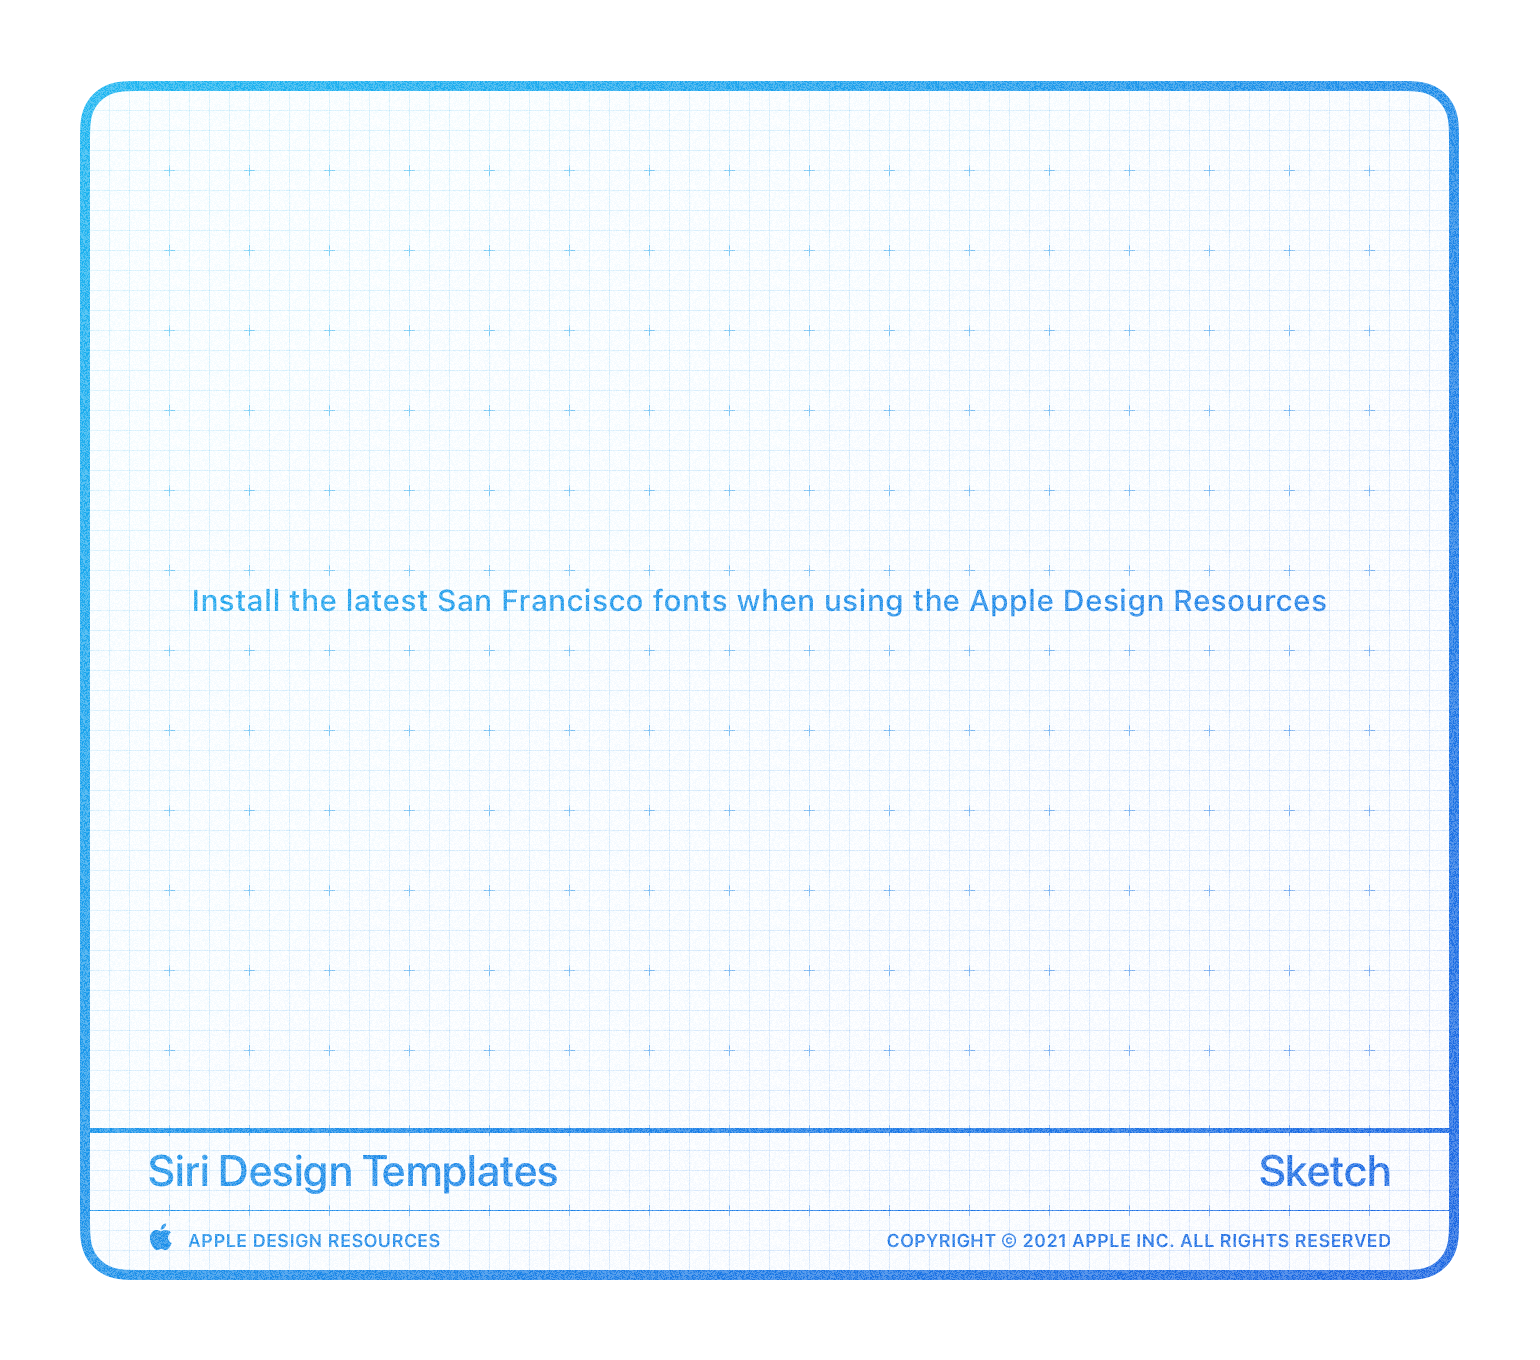 Install the latest San Francisco fonts when using the Apple Design Resources
Siri Design Templates
Sketch
APPLE DESIGN RESOURCES
COPYRIGHT © 2021 APPLE INC. ALL RIGHTS RESERVED